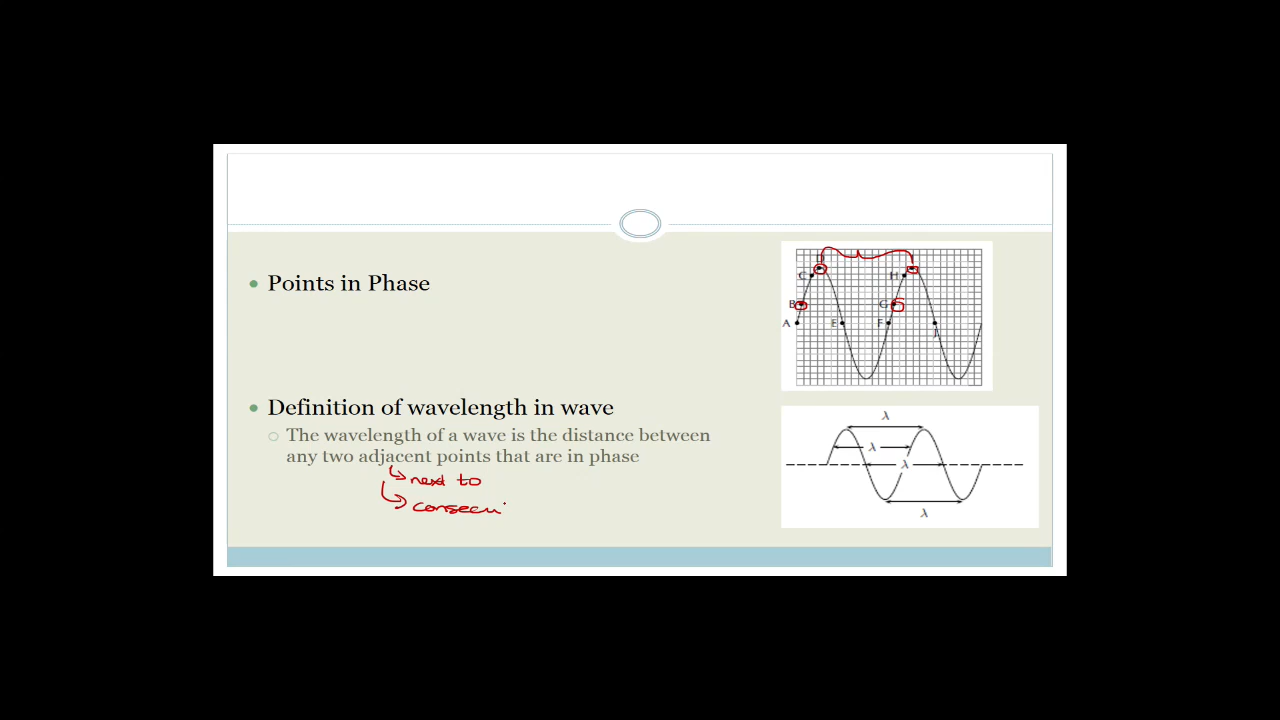 Points in Phase
C
H
B
G
A
E
F
J
Definition of wavelength in wave
The wavelength of a wave is the distance between
any two adjacent points that are in phase
next to
consecu
λ
λ
λ
λ